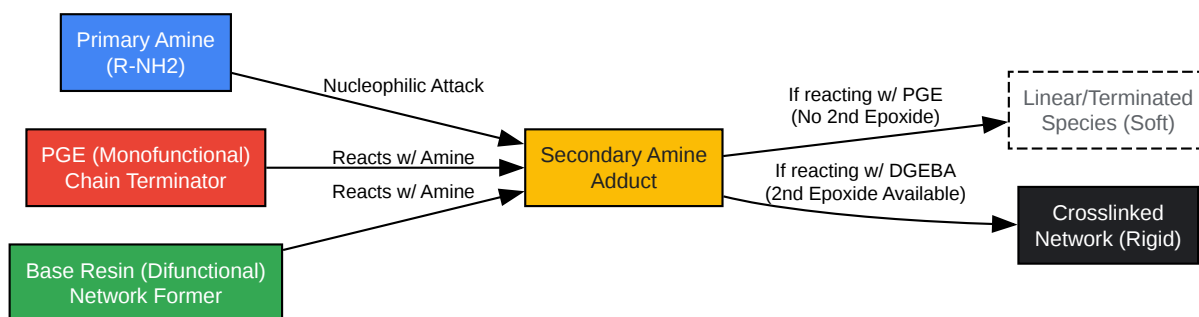 Primary Amine
(R-NH2)
Nucleophilic Attack
PGE (Monofunctional)
Chain Terminator
Reacts w/ Amine
Reacts w/ Amine
Base Resin (Difunctional)
Network Former
Secondary Amine
Adduct
If reacting w/ PGE
(No 2nd Epoxide)
If reacting w/ DGEBA
(2nd Epoxide Available)
Linear/Terminated
Species (Soft)
Crosslinked
Network (Rigid)